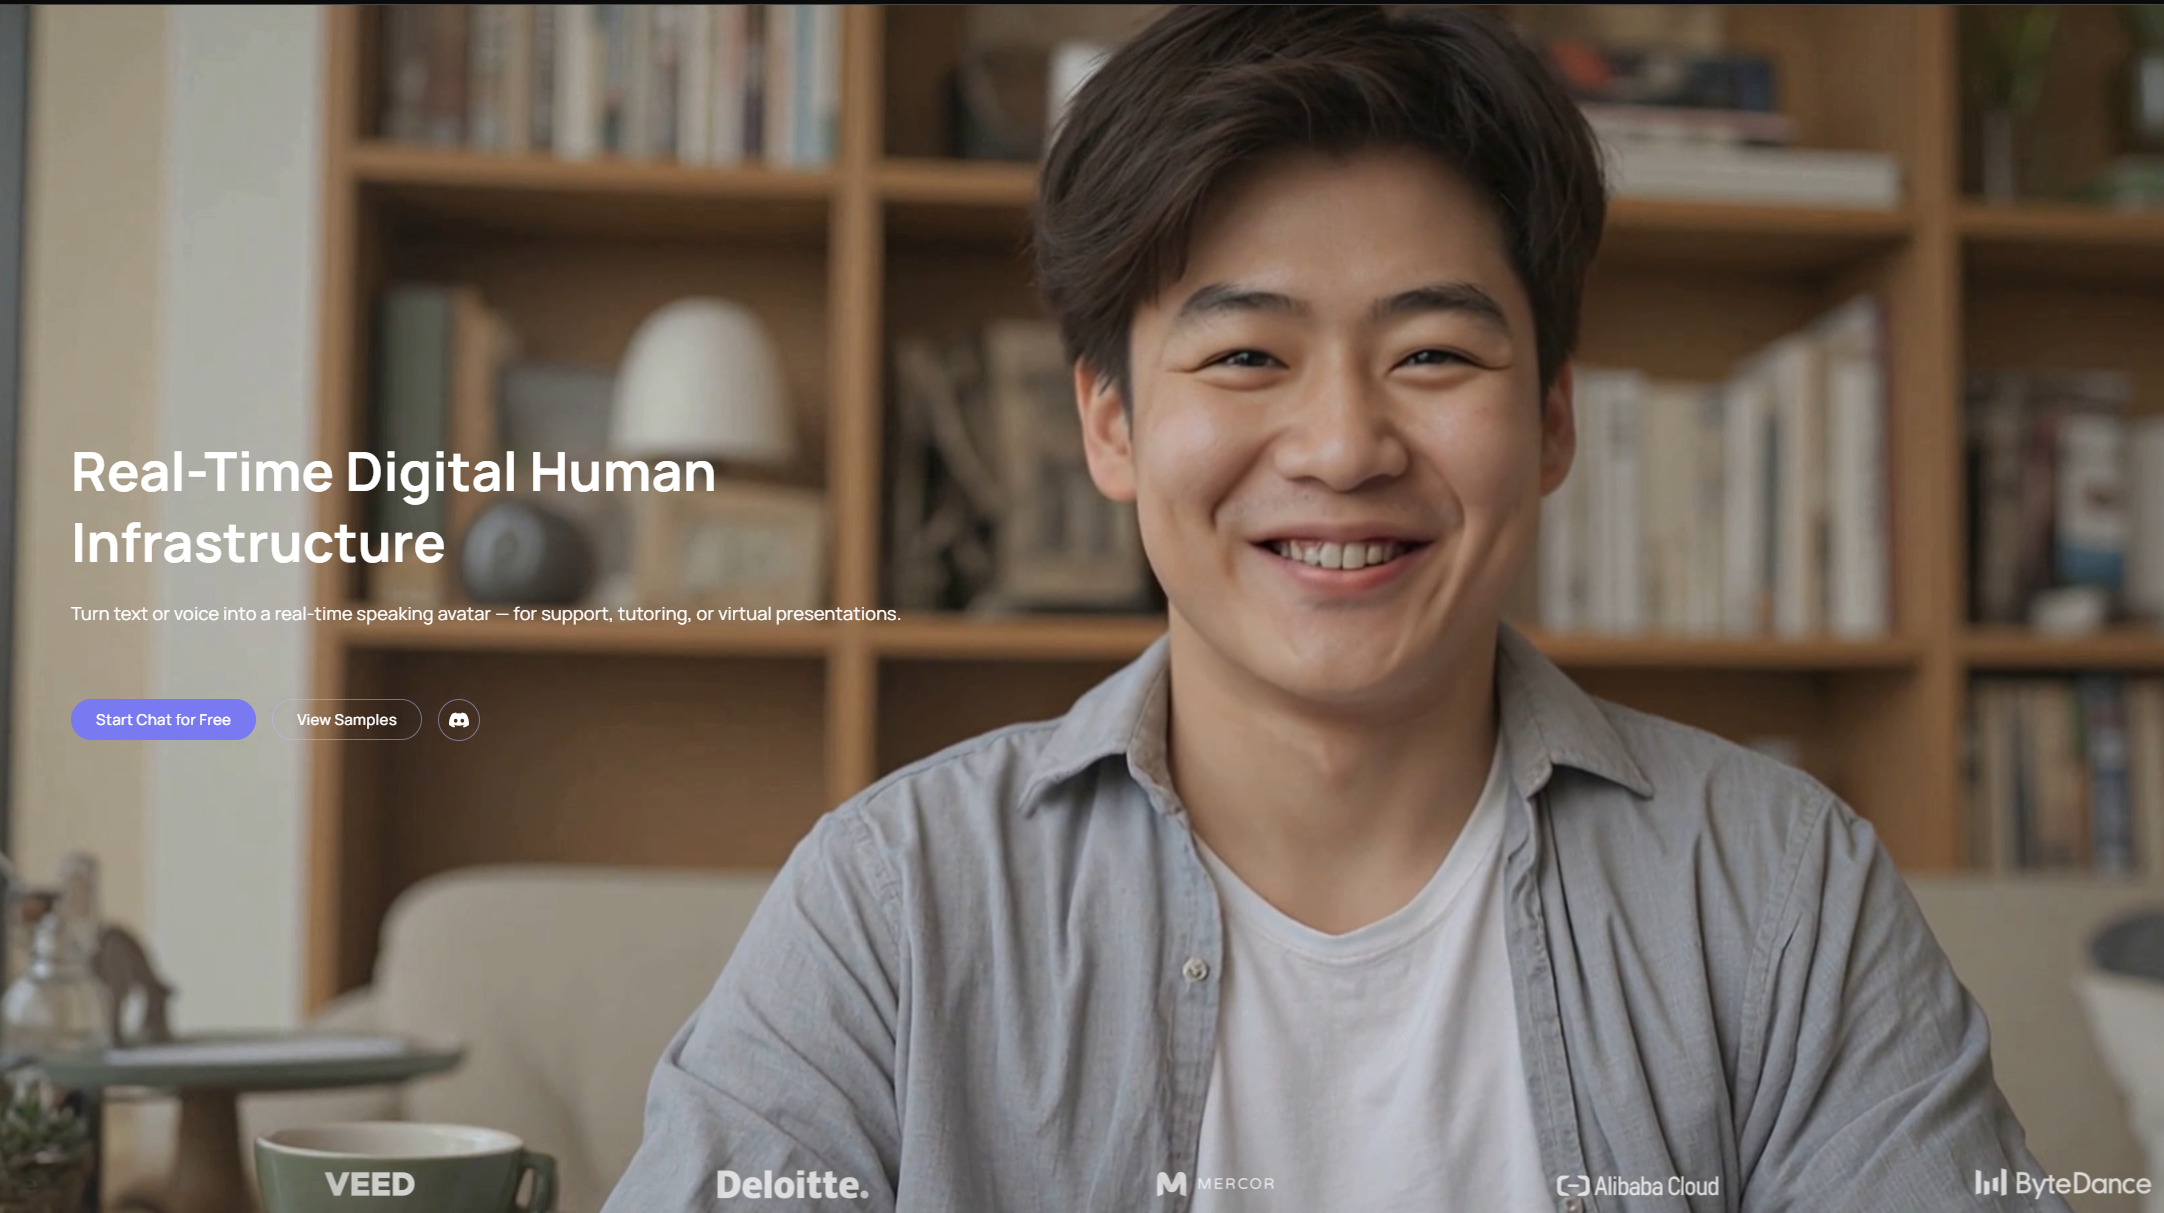 Real-Time Digital Human
Infrastructure
Turn text or voice into a real-time speaking avatar — for support, tutoring, or virtual presentations.
Start Chat for Free
View Samples
VEED
Deloitte.
MERCOR
Alibaba Cloud
ByteDance